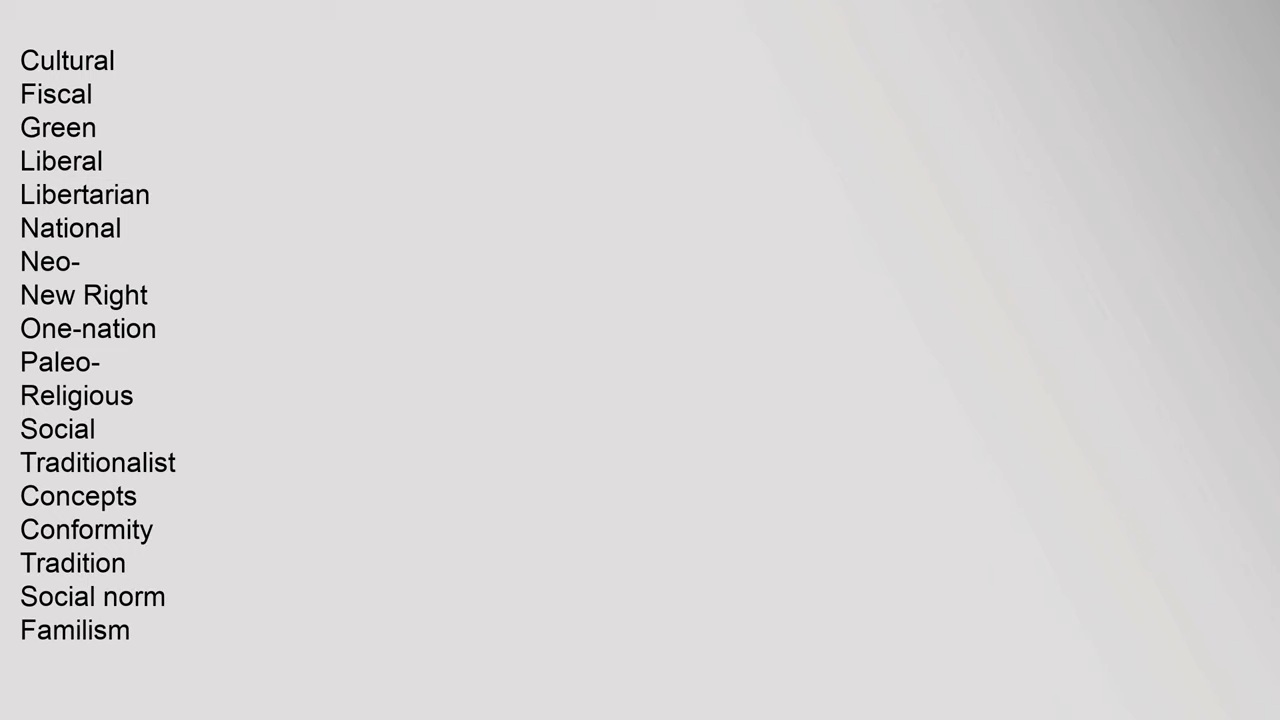 Cultural
Fiscal
Green
Liberal
Libertarian
National
Neo-
New Right
One-nation
Paleo-
Religious
Social
Traditionalist
Concepts
Conformity
Tradition
Social norm
Familism